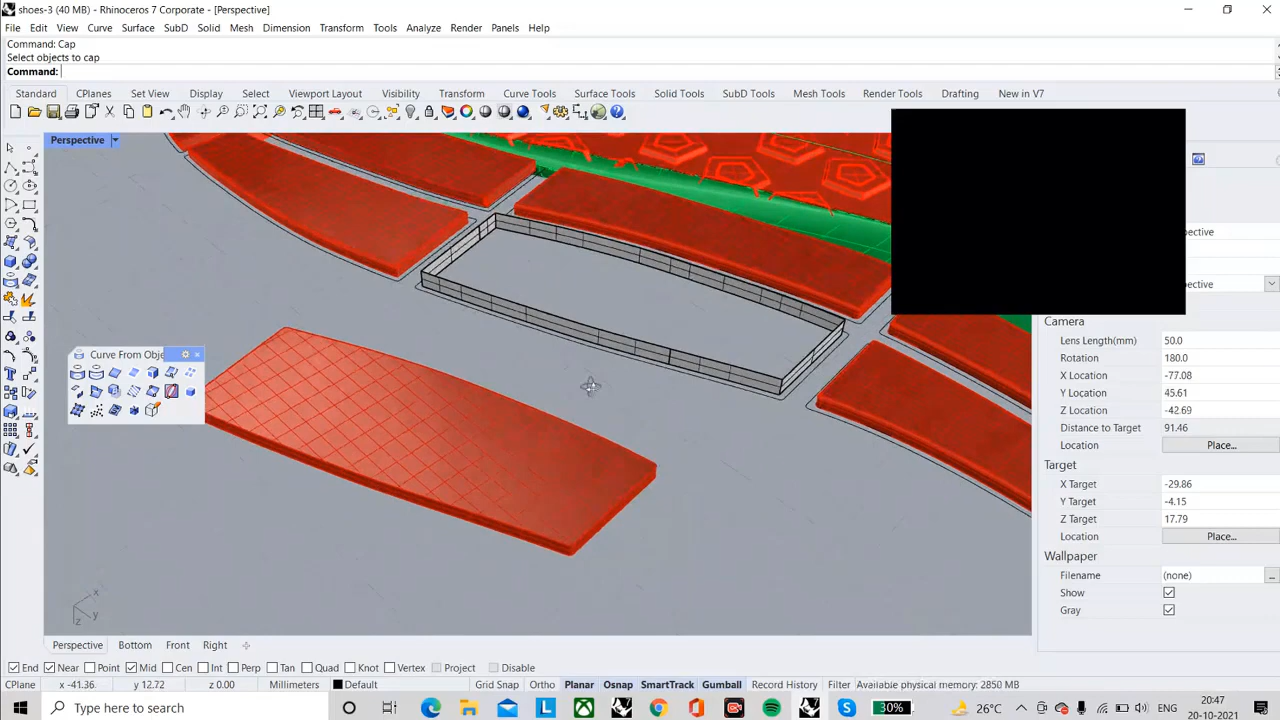 shoes-3 (40 MB) - Rhinoceros 7 Corporate - [Perspective]
File Edit View Curve Surface SubD Solid Mesh Dimension Transform Tools Analyze Render Panels Help
Command: Cap
Select objects to cap
Command:
Standard CPlanes Set View Display Select Viewport Layout Visibility Transform Curve Tools Surface Tools Solid Tools SubD Tools Mesh Tools Render Tools Drafting New in V7
Perspective
spective
spective
Camera
Lens Length(mm) 50.0
Rotation 180.0
X Location -77.08
Y Location 45.61
Z Location -42.69
Distance to Target 91.46
Location Place...
Target
X Target -29.86
Y Target -4.15
Z Target 17.79
Location Place...
Wallpaper
Filename (none) ...
Show
Gray
Curve From Obje
x
y
z
Perspective Bottom Front Right
End Near Point Mid Cen Int Perp Tan Quad Knot Vertex Project Disable
CPlane x -41.36 y 12.72 z 0.00 Millimeters Default Grid Snap Ortho Planar Osnap SmartTrack Gumball Record History Filter Available physical memory: 2850 MB
Type here to search
L
30%
26°C
ENG
20:47
20-10-2021